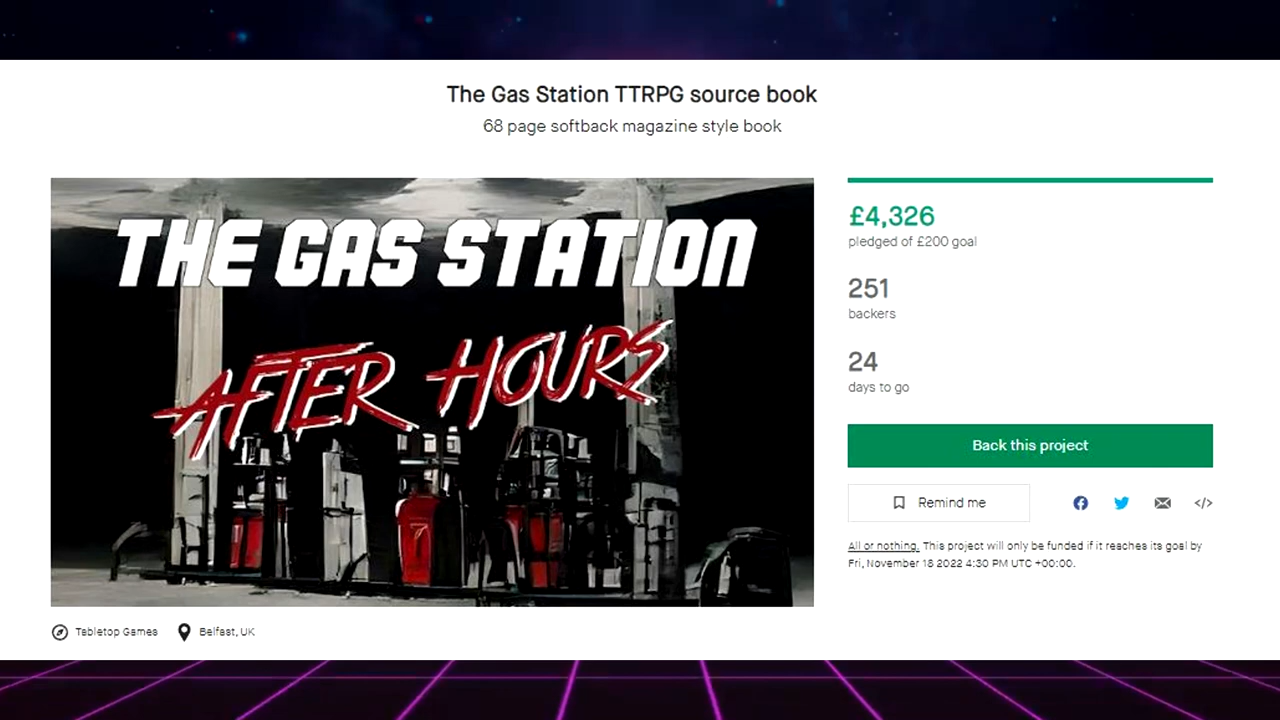 The Gas Station TTRPG source book
68 page softback magazine style book
THE GAS STATION
AFTER HOURS
£4,326
pledged of £200 goal
251
backers
24
days to go
Back this project
Remind me
All or nothing. This project will only be funded if it reaches its goal by
Fri, November 18 2022 4:30 PM UTC +00:00.
Tabletop Games
Belfast, UK